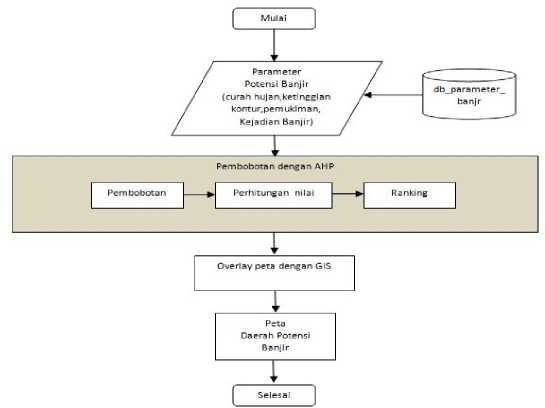 Mulai
Parameter
Potensi Banjir
(curah hujan,ketinggian
kontur,pemukiman,
Kejadian Banjir)
db_parameter_
banjr
Pembobotan dengan AHP
Pembobotan
Perhitungan nilai
Ranking
Overlay peta dengan GIS
Peta
Daerah Potensi
Banjir
Selesai